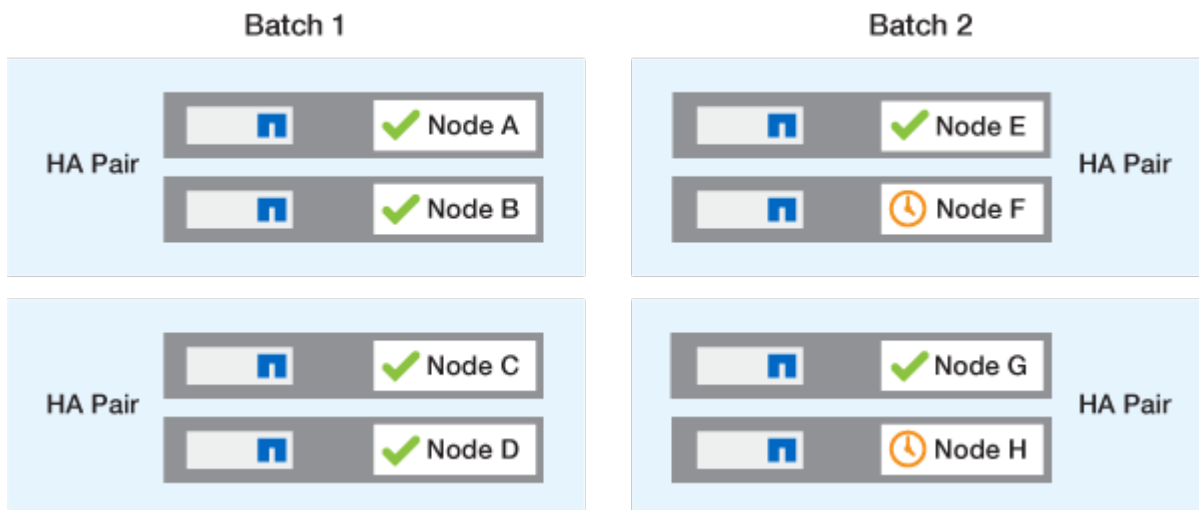 Batch 1
Batch 2
HA Pair
Node A
Node B
Node E
Node F
HA Pair
HA Pair
Node C
Node D
Node G
Node H
HA Pair